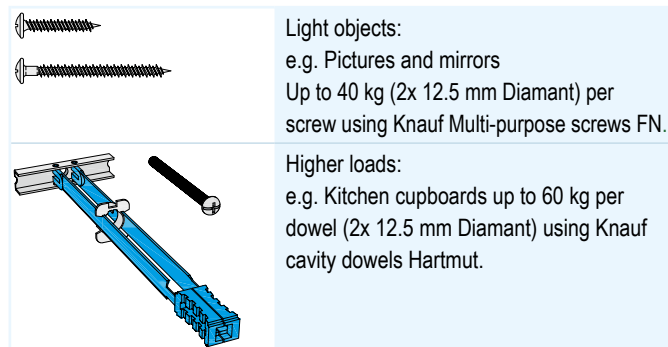 Light objects:
e.g. Pictures and mirrors
Up to 40 kg (2x 12.5 mm Diamant) per
screw using Knauf Multi-purpose screws FN.
Higher loads:
e.g. Kitchen cupboards up to 60 kg per
dowel (2x 12.5 mm Diamant) using Knauf
cavity dowels Hartmut.